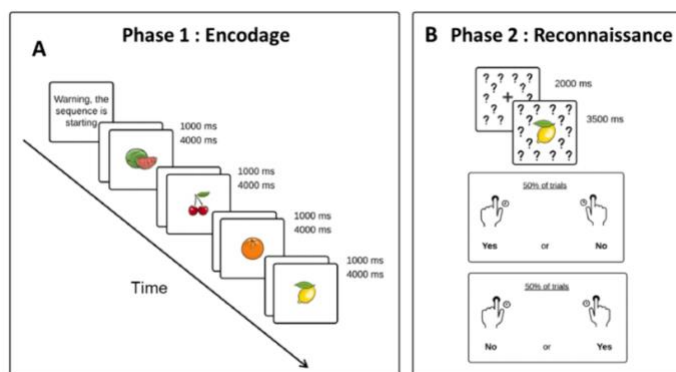 A
Phase 1 : Encodage
Warning, the
sequence is
starting
1000 ms
4000 ms
1000 ms
4000 ms
1000 ms
4000 ms
1000 ms
4000 ms
Time
B
Phase 2 : Reconnaissance
? ? ? ?
? ?
? + ?
? ?
2000 ms
? ? ? ?
? ?
? ?
? ? ? ?
3500 ms
50% of trials
Yes or No
50% of trials
No or Yes